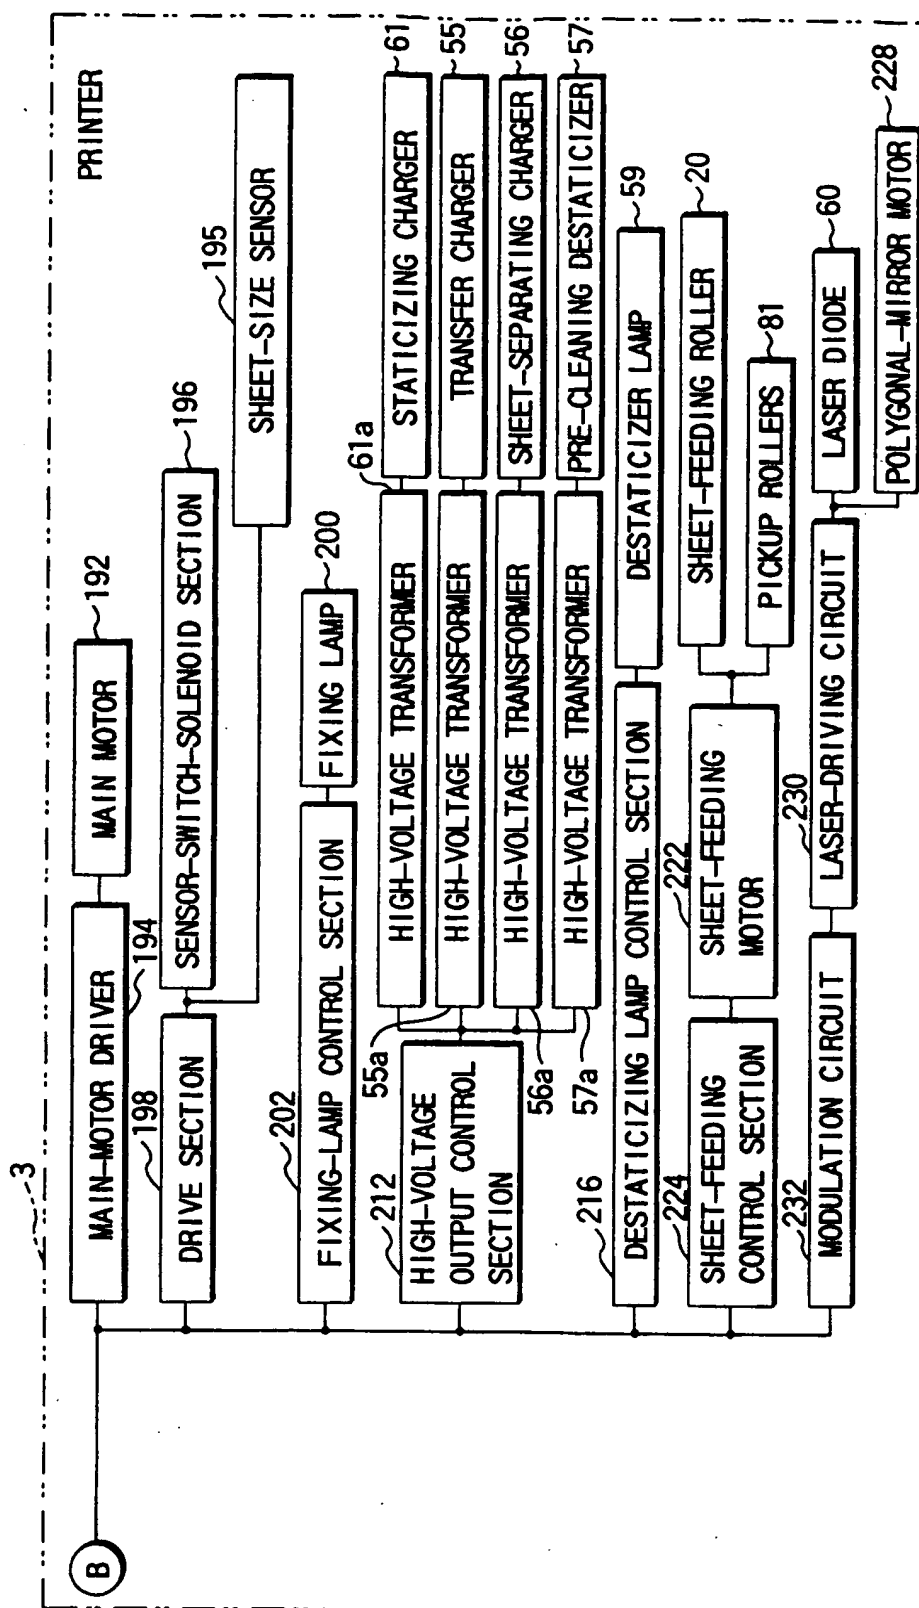 3
PRINTER
B
MAIN-MOTOR DRIVER
194
MAIN MOTOR
192
198
DRIVE SECTION
SENSOR-SWITCH-SOLENOID SECTION
196
195
SHEET-SIZE SENSOR
202
FIXING-LAMP CONTROL SECTION
FIXING LAMP
200
212
HIGH-VOLTAGE
OUTPUT CONTROL
SECTION
HIGH-VOLTAGE TRANSFORMER
61a
STATICIZING CHARGER
61
55a
HIGH-VOLTAGE TRANSFORMER
TRANSFER CHARGER
55
56a
HIGH-VOLTAGE TRANSFORMER
SHEET-SEPARATING CHARGER
56
57a
HIGH-VOLTAGE TRANSFORMER
PRE-CLEANING DESTATICIZER
57
216
DESTATICIZING LAMP CONTROL SECTION
DESTATICIZER LAMP
59
224
SHEET-FEEDING
CONTROL SECTION
222
SHEET-FEEDING
MOTOR
SHEET-FEEDING ROLLER
20
PICKUP ROLLERS
81
232
MODULATION CIRCUIT
230
LASER-DRIVING CIRCUIT
LASER DIODE
60
POLYGONAL-MIRROR MOTOR
228